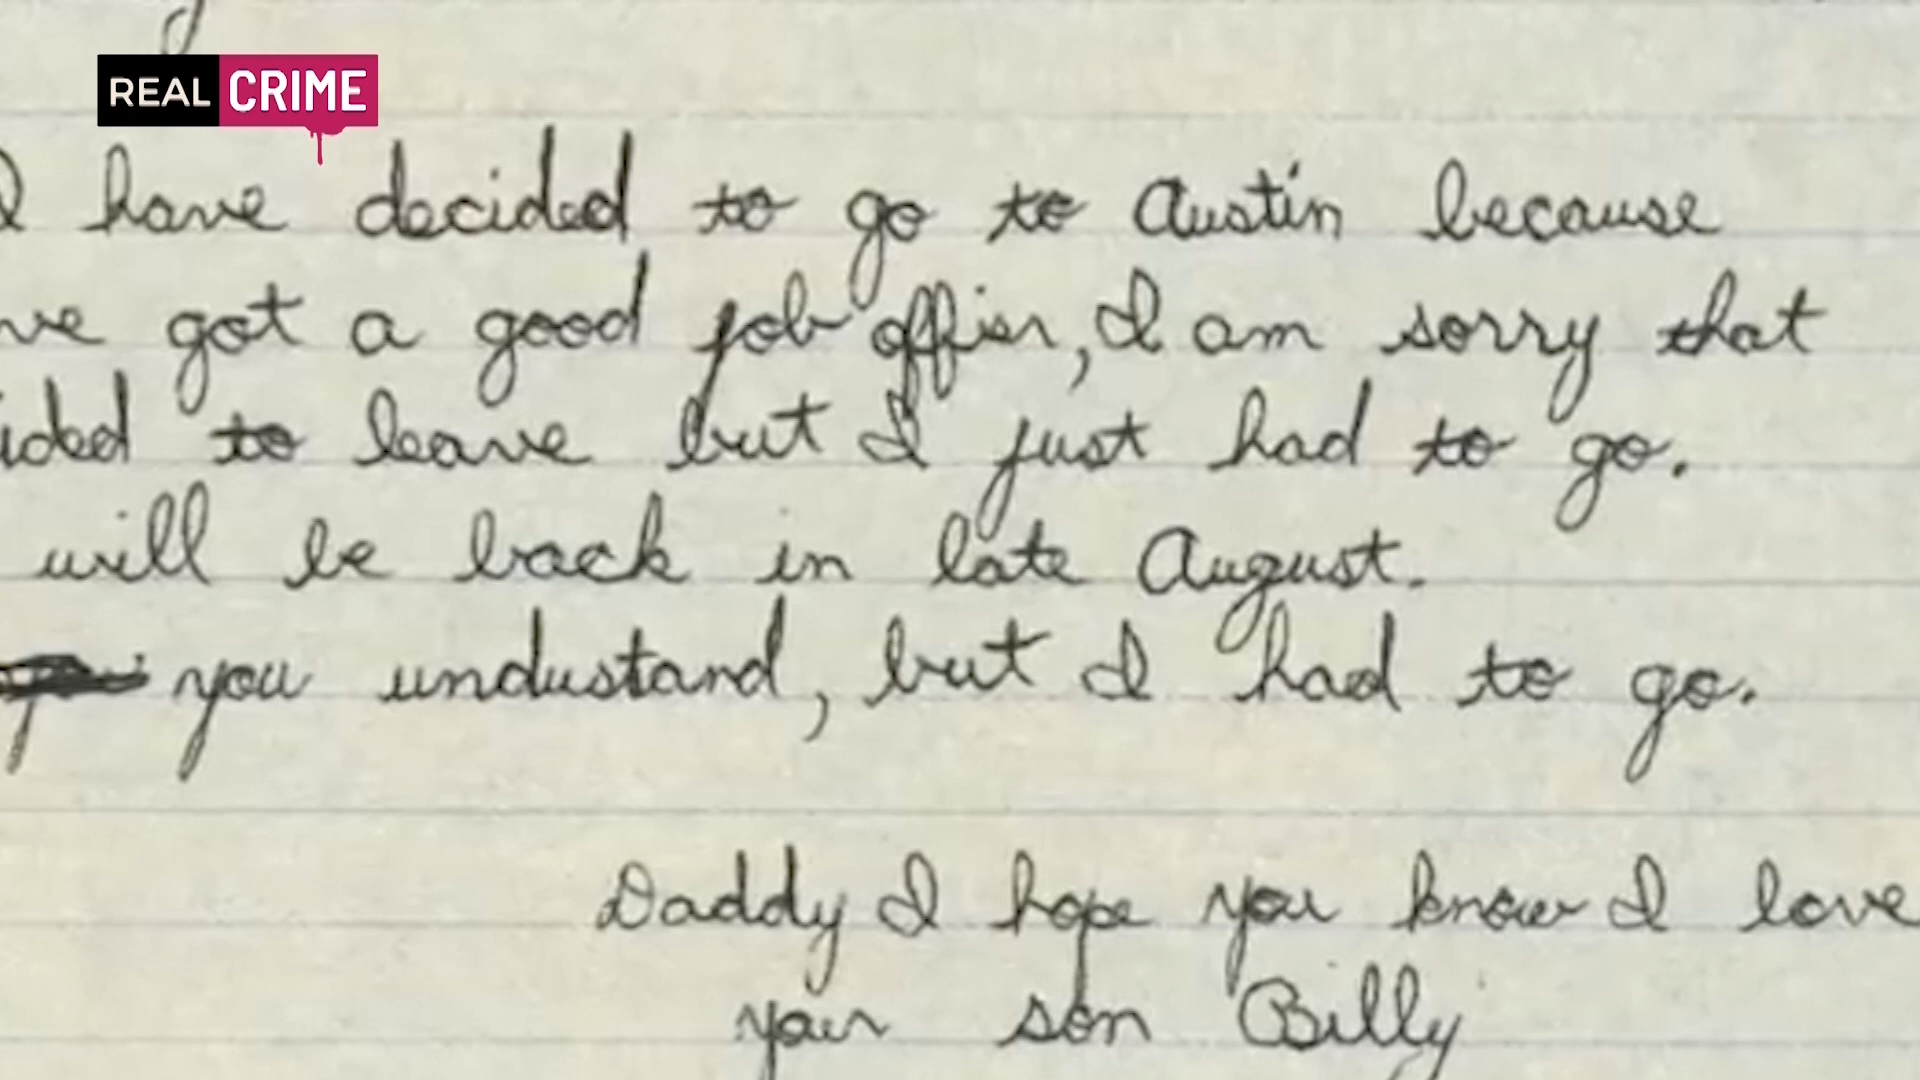 REAL CRIME
I have decided to go to Austin because
ve got a good job offier, I am sorry that
ided to leave but I just had to go.
will be back in late August.
you undustand, but I had to go.
Daddy I hope you know I love
your son Billy